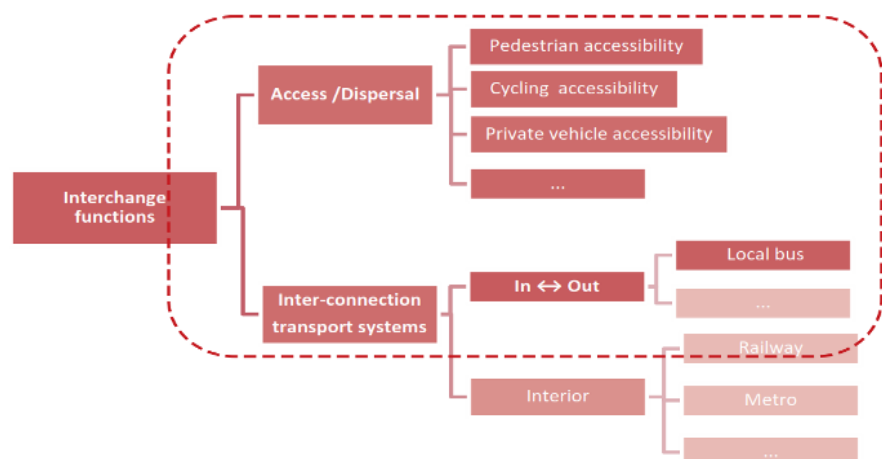 Pedestrian accessibility
Access /Dispersal
Cycling accessibility
Private vehicle accessibility
...
Interchange
functions
Local bus
In ↔ Out
...
Inter-connection
transport systems
Railway
Interior
Metro
...